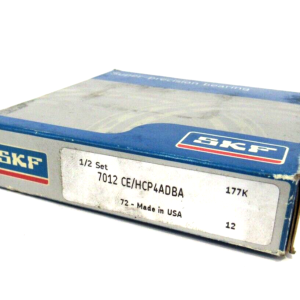 Super-precision bearing
SKF
SKF
1/2 Set
7012 CE/HCP4ADBA 177K
72 - Made in USA 12